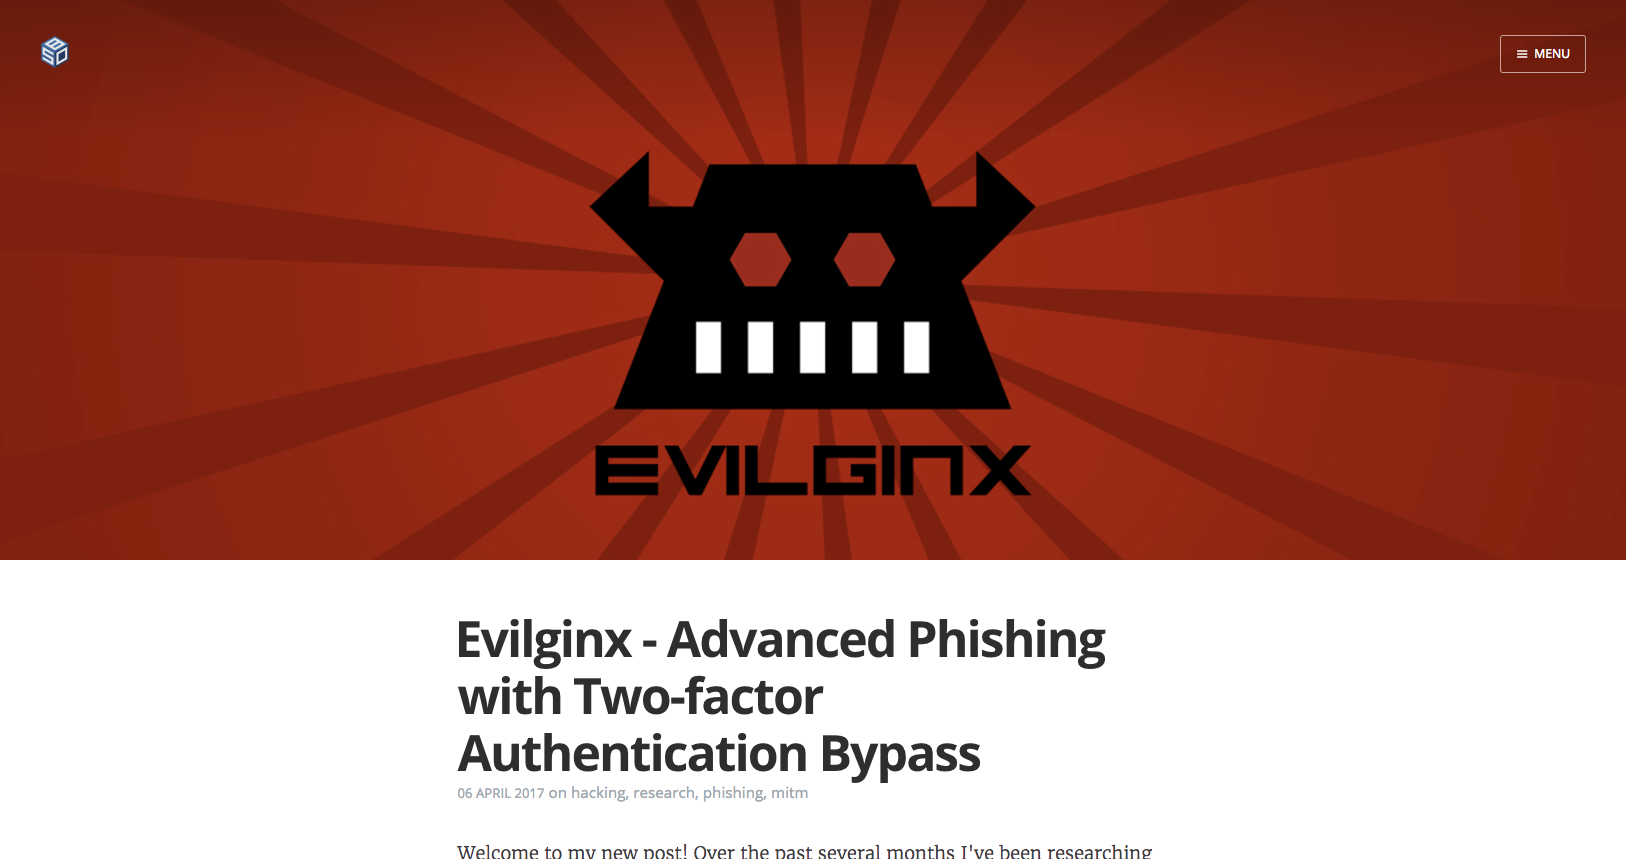 MENU
EVILGINX
Evilginx - Advanced Phishing
with Two-factor
Authentication Bypass
06 APRIL 2017 on hacking, research, phishing, mitm
Welcome to my new post! Over the past several months I've been researching